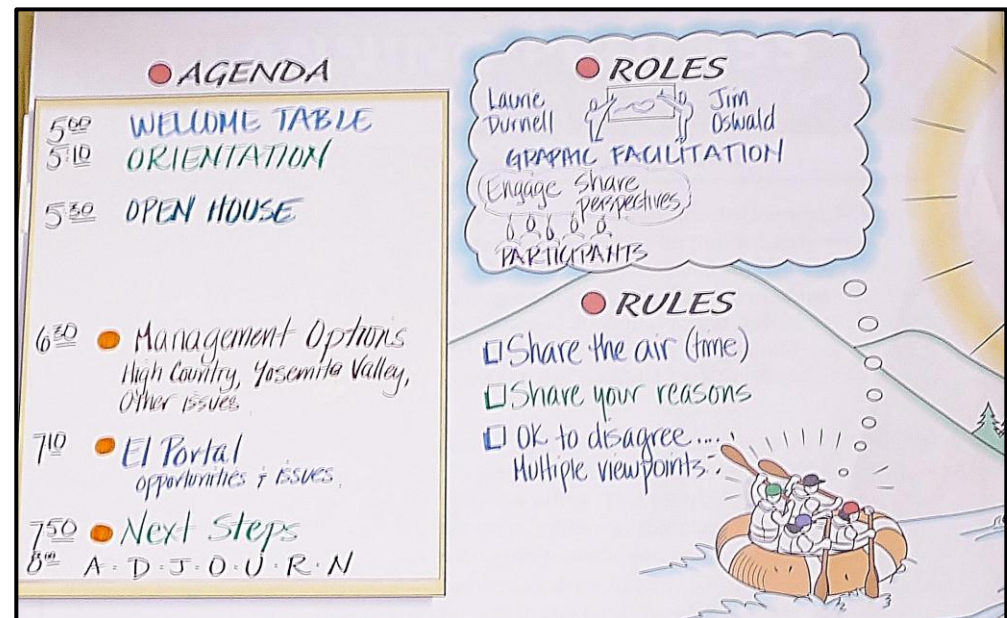 AGENDA
5:00 WELCOME TABLE
5:10 ORIENTATION
5:30 OPEN HOUSE
6:30 Management Options
High Country, Yosemite Valley,
Other issues
7:10 El Portal
opportunities & issues
7:50 Next Steps
8:00 A·D·J·O·U·R·N
ROLES
Laurie
Durnell
Jim
Oswald
GRAPHIC FACILITATION
Engage Share
perspectives
PARTICIPANTS
RULES
Share the air (time)
Share your reasons
OK to disagree....
Multiple viewpoints